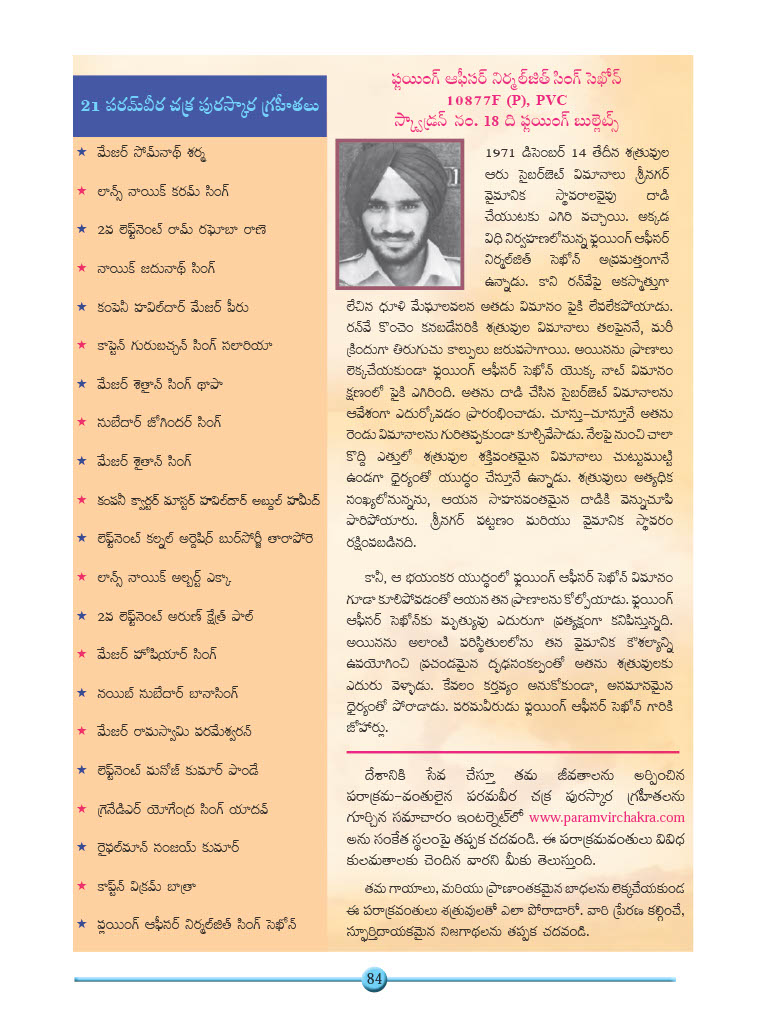 21 పరమ్‌వీర చక్ర పురస్కార గ్రహీతలు
★ మేజర్ సోమ్‌నాథ్ శర్మ
★ లాన్స్ నాయిక్ కరమ్ సింగ్
★ 2వ లెఫ్ట్‌నెంట్ రామ్ రఘోబా రాణె
★ నాయిక్ జదునాథ్ సింగ్
★ కంపెనీ హవిల్‌దార్ మేజర్ పీరు
★ కాప్టెన్ గురుబచ్చన్ సింగ్ సలారియా
★ మేజర్ శెత్రాన్ సింగ్ థాపా
★ సుబేదార్ జోగిందర్ సింగ్
★ మేజర్ శైతాన్ సింగ్
★ కంపనీ క్వార్టర్ మాస్టర్ హవిల్‌దార్ అబ్దుల్ హమీద్
★ లెఫ్ట్‌నెంట్ కల్నల్ అర్దెషిర్ బుర్‌సోర్జీ తారాపోరె
★ లాన్స్ నాయిక్ అల్బర్ట్ ఎక్కా
★ 2వ లెఫ్ట్‌నెంట్ అరుణ్ క్షేత్ర్ పాల్
★ మేజర్ హోషియార్ సింగ్
★ నయిబ్ సుబేదార్ బానాసింగ్
★ మేజర్ రామస్వామి పరమేశ్వరన్
★ లెఫ్ట్‌నెంట్ మనోజ్ కుమార్ పాండే
★ గ్రెనేడిఎర్ యోగేంద్ర సింగ్ యాదవ్
★ రైఫల్‌మాన్ సంజయ్ కుమార్
★ కాప్ట్‌న్ విక్రమ్ బాత్రా
★ ఫ్లయింగ్ ఆఫీసర్ నిర్మల్‌జిత్ సింగ్ సెఖోన్
ఫ్లయింగ్ ఆఫీసర్ నిర్మల్‌జిత్ సింగ్ సెఖోన్
10877F (P), PVC
స్క్వాడ్రన్ నం. 18 ది ఫ్లయింగ్ బుల్లెట్స్
1971 డిసెంబర్ 14 తేదీన శత్రువుల
ఆరు సైబర్‌జెట్ విమానాలు శ్రీనగర్
వైమానిక స్థావరాలవైపు దాడి
చేయుటకు ఎగిరి వచ్చాయి. అక్కడ
విధి నిర్వహణలోనున్న ఫ్లయింగ్ ఆఫీసర్
నిర్మల్‌జిత్ సెఖోన్ అప్రమత్తంగానే
ఉన్నాడు. కాని రన్‌వేపై అకస్మాత్తుగా
లేచిన ధూళి మేఘాలవలన అతడు విమానం పైకి లేవలేకపోయాడు.
రన్‌వే కొంచెం కనబడేసరికి శత్రువుల విమానాలు తలపైననే, మరీ
క్రిందుగా తిరుగుచు కాల్పులు జరుపసాగాయి. అయినను ప్రాణాలు
లెక్కచేయకుండా ఫ్లయింగ్ ఆఫీసర్ సెఖోన్ యొక్క నాట్ విమానం
క్షణంలో పైకి ఎగిరింది. అతను దాడి చేసిన సైబర్‌జెట్ విమానాలను
ఆవేశంగా ఎదుర్కోవడం ప్రారంభించాడు. చూస్తు–చూస్తూనే అతను
రెండు విమానాలను గురితప్పకుండా కూల్చివేసాడు. నేలపై నుంచి చాలా
కొద్ది ఎత్తులో శత్రువుల శక్తివంతమైన విమానాలు చుట్టుముట్టి
ఉండగా ధైర్యంతో యుద్ధం చేస్తూనే ఉన్నాడు. శత్రువులు అత్యధిక
సంఖ్యలోనున్నను, ఆయన సాహసవంతమైన దాడికి వెన్నుచూపి
పారిపోయారు. శ్రీనగర్ పట్టణం మరియు వైమానిక స్థావరం
రక్షింపబడినది.
కానీ, ఆ భయంకర యుద్ధంలో ఫ్లయింగ్ ఆఫీసర్ సెఖోన్ విమానం
గూడా కూలిపోవడంతో ఆయన తన ప్రాణాలను కోల్పోయాడు. ఫ్లయింగ్
ఆఫీసర్ సెఖోన్‌కు మృత్యువు ఎదురుగా ప్రత్యక్షంగా కనిపిస్తున్నది.
అయినను అలాంటి పరిస్థితులలోను తన వైమానిక కౌశల్యాన్ని
ఉపయోగించి ప్రచండమైన దృఢసంకల్పంతో అతను శత్రువులకు
ఎదురు వెళ్ళాడు. కేవలం కర్తవ్యం అనుకోకుండా, అసమానమైన
ధైర్యంతో పోరాడాడు. పరమవీరుడు ఫ్లయింగ్ ఆఫీసర్ సెఖోన్ గారికి
జోహార్లు.
దేశానికి సేవ చేస్తూ తమ జీవతాలను అర్పించిన
పరాక్రమ–వంతులైన పరమవీర చక్ర పురస్కార గ్రహీతలను
గూర్చిన సమాచారం ఇంటర్నెట్‌లో www.paramvirchakra.com
అను సంకేత స్థలంపై తప్పక చదవండి. ఈ పరాక్రమవంతులు వివిధ
కులమతాలకు చెందిన వారని మీకు తెలుస్తుంది.
తమ గాయాలు, మరియు ప్రాణాంతకమైన బాధలను లెక్కచేయకుండ
ఈ పరాక్రవంతులు శత్రువులతో ఎలా పోరాడారో. వారి ప్రేరణ కల్గించే,
స్ఫూర్తిదాయకమైన నిజగాథలను తప్పక చదవండి.
84